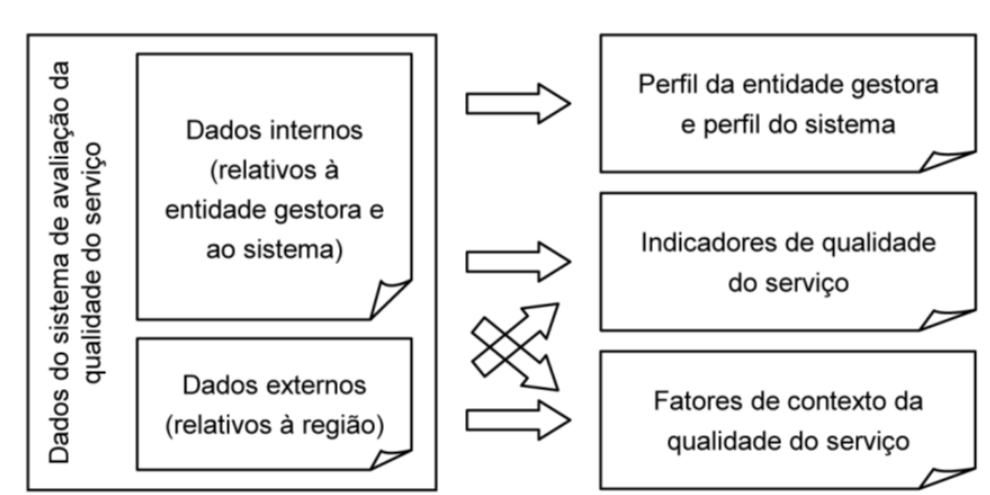 Dados do sistema de avaliação da
qualidade do serviço
Dados internos
(relativos à
entidade gestora e
ao sistema)
Dados externos
(relativos à região)
Perfil da entidade gestora
e perfil do sistema
Indicadores de qualidade
do serviço
Fatores de contexto da
qualidade do serviço